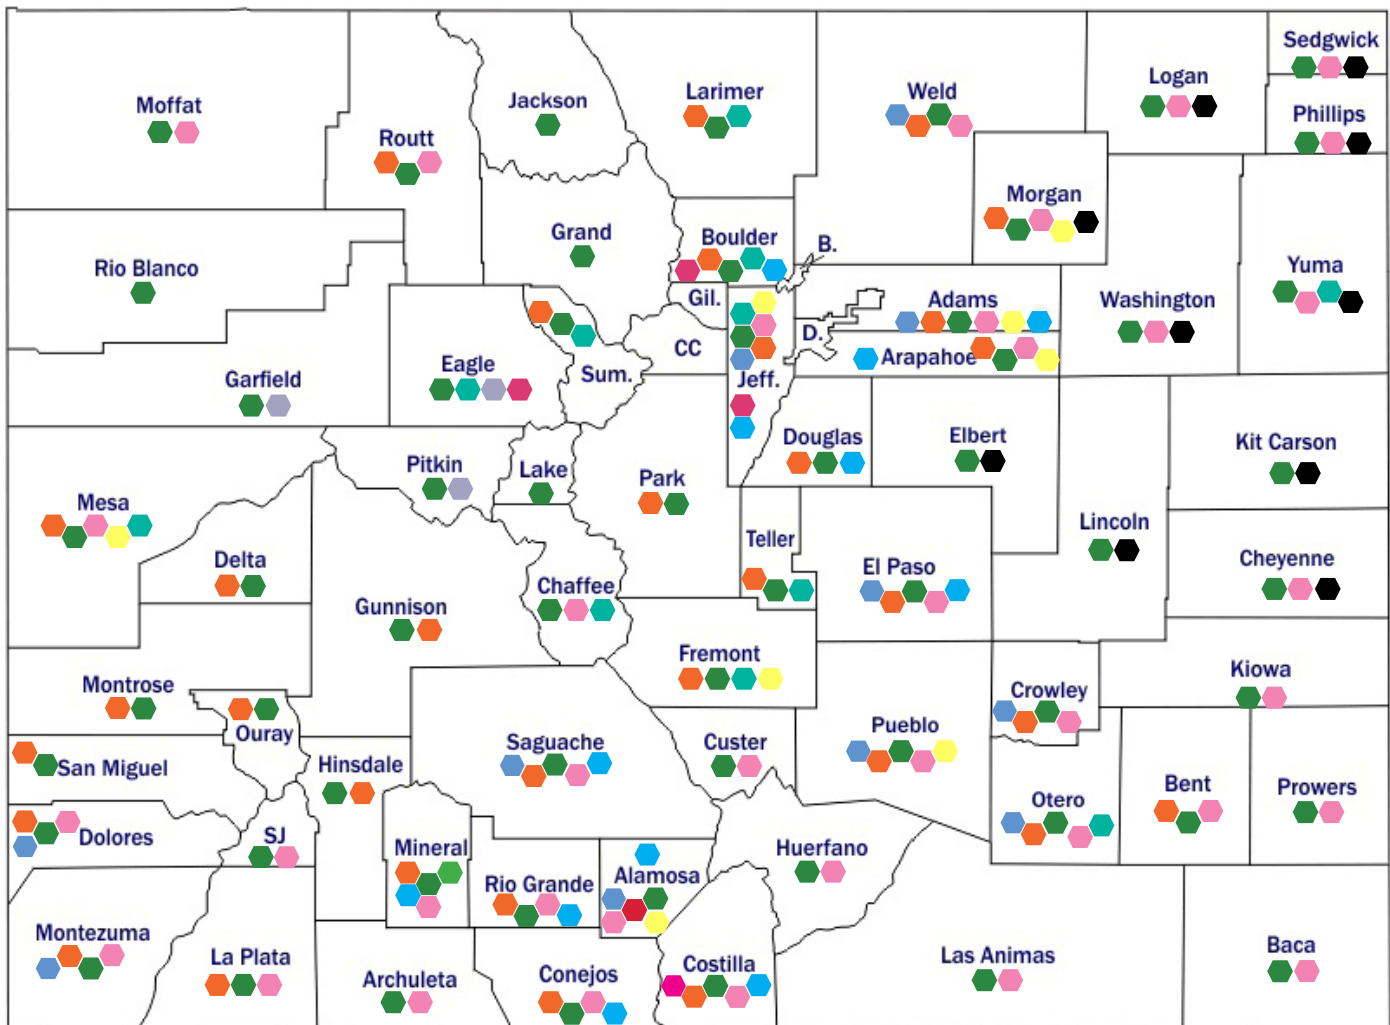 Sedgwick
Logan
Moffat
Jackson
Larimer
Weld
Phillips
Routt
Morgan
Grand
Boulder
B.
Rio Blanco
Yuma
Gil.
Adams
Washington
D.
CC
Arapahoe
Eagle
Sum.
Garfield
Jeff.
Douglas
Elbert
Kit Carson
Pitkin
Lake
Park
Mesa
Lincoln
Teller
Delta
El Paso
Cheyenne
Chaffee
Gunnison
Fremont
Kiowa
Montrose
Crowley
Ouray
Pueblo
Saguache
Custer
San Miguel
Hinsdale
Bent
Prowers
Otero
Dolores
SJ
Mineral
Huerfano
Rio Grande
Alamosa
Montezuma
La Plata
Las Animas
Baca
Costilla
Archuleta
Conejos